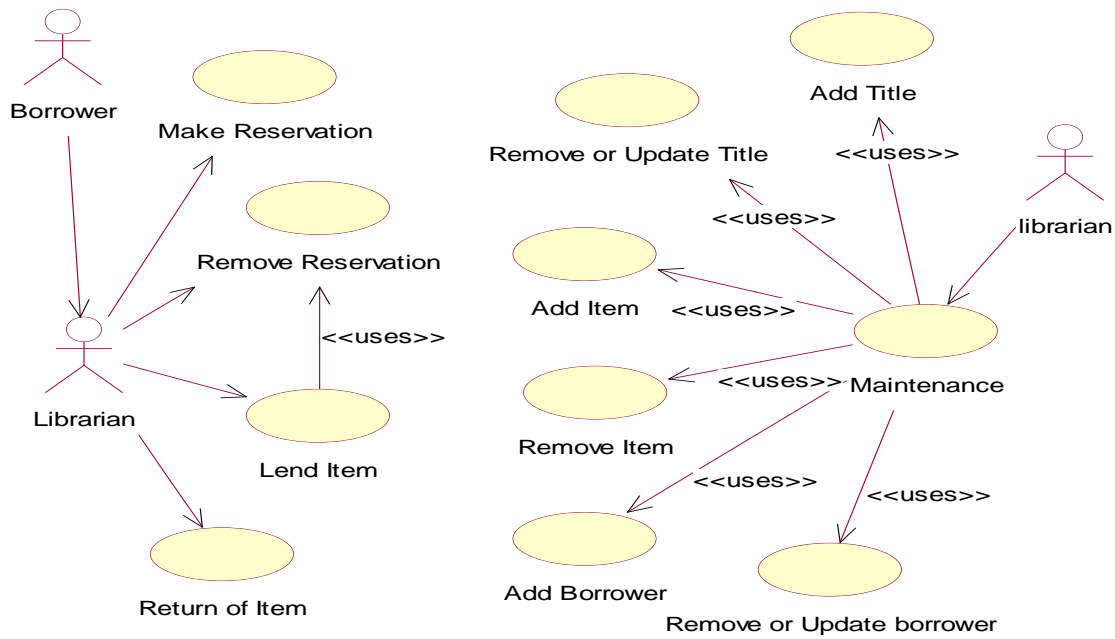 Borrower
Make Reservation
Remove Reservation
<<uses>>
Librarian
Lend Item
Return of Item
Add Title
Remove or Update Title
<<uses>>
<<uses>>
librarian
Add Item
<<uses>>
Maintenance
<<uses>>
Remove Item
<<uses>>
<<uses>>
Add Borrower
Remove or Update borrower